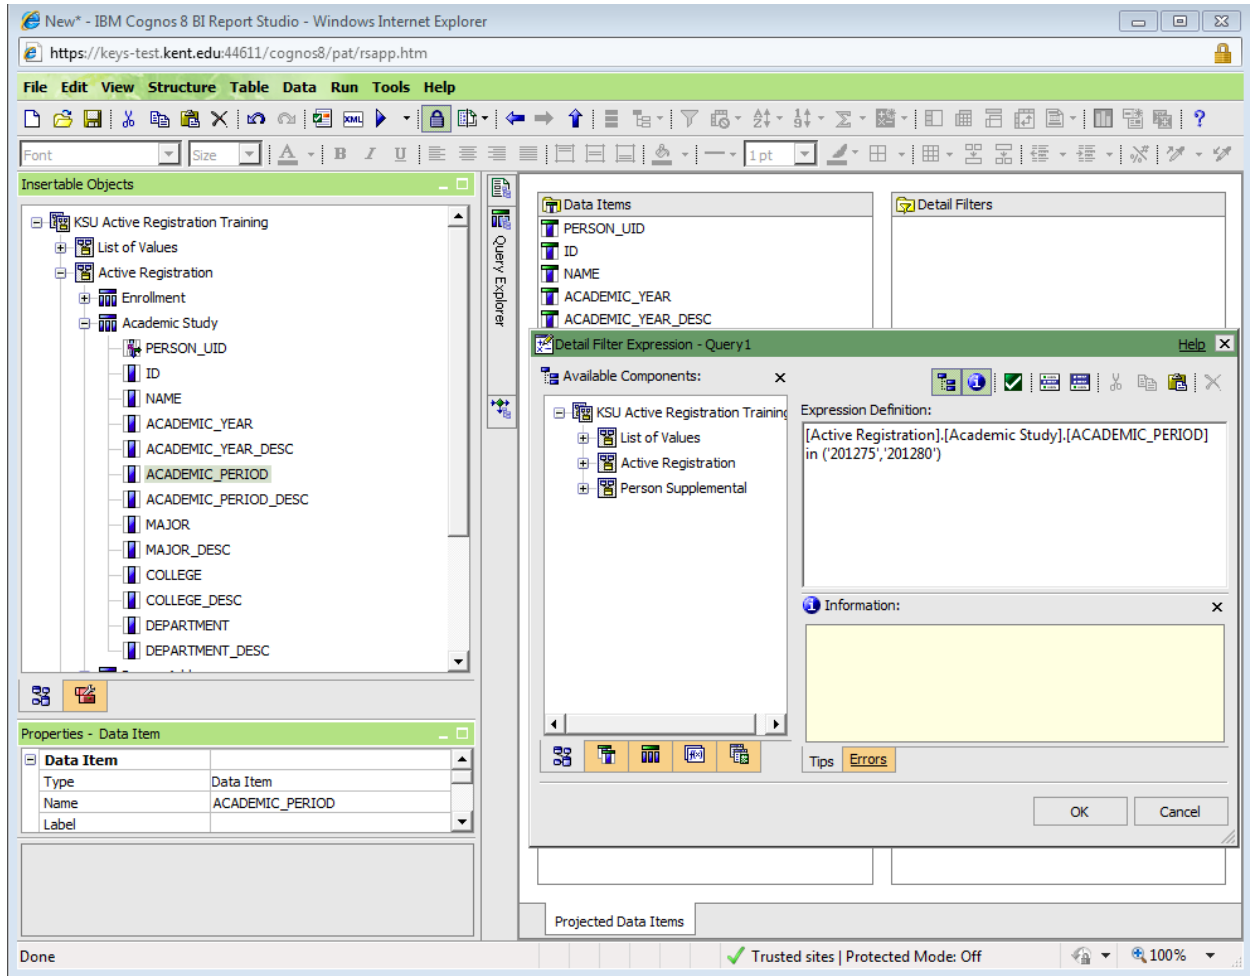 New* - IBM Cognos 8 BI Report Studio - Windows Internet Explorer
https://keys-test.kent.edu:44611/cognos8/pat/rsapp.htm
File Edit View Structure Table Data Run Tools Help
XML
?
Font Size A B I U 1 pt
Insertable Objects
KSU Active Registration Training
List of Values
Active Registration
Enrollment
Academic Study
PERSON_UID
ID
NAME
ACADEMIC_YEAR
ACADEMIC_YEAR_DESC
ACADEMIC_PERIOD
ACADEMIC_PERIOD_DESC
MAJOR
MAJOR_DESC
COLLEGE
COLLEGE_DESC
DEPARTMENT
DEPARTMENT_DESC
Properties - Data Item
Data Item
Type Data Item
Name ACADEMIC_PERIOD
Label
Query Explorer
Data Items
PERSON_UID
ID
NAME
ACADEMIC_YEAR
ACADEMIC_YEAR_DESC
Detail Filters
Detail Filter Expression - Query1
Help
Available Components:
KSU Active Registration Training
List of Values
Active Registration
Person Supplemental
Expression Definition:
[Active Registration].[Academic Study].[ACADEMIC_PERIOD]
in ('201275','201280')
Information:
Tips Errors
OK Cancel
Projected Data Items
Done Trusted sites | Protected Mode: Off 100%